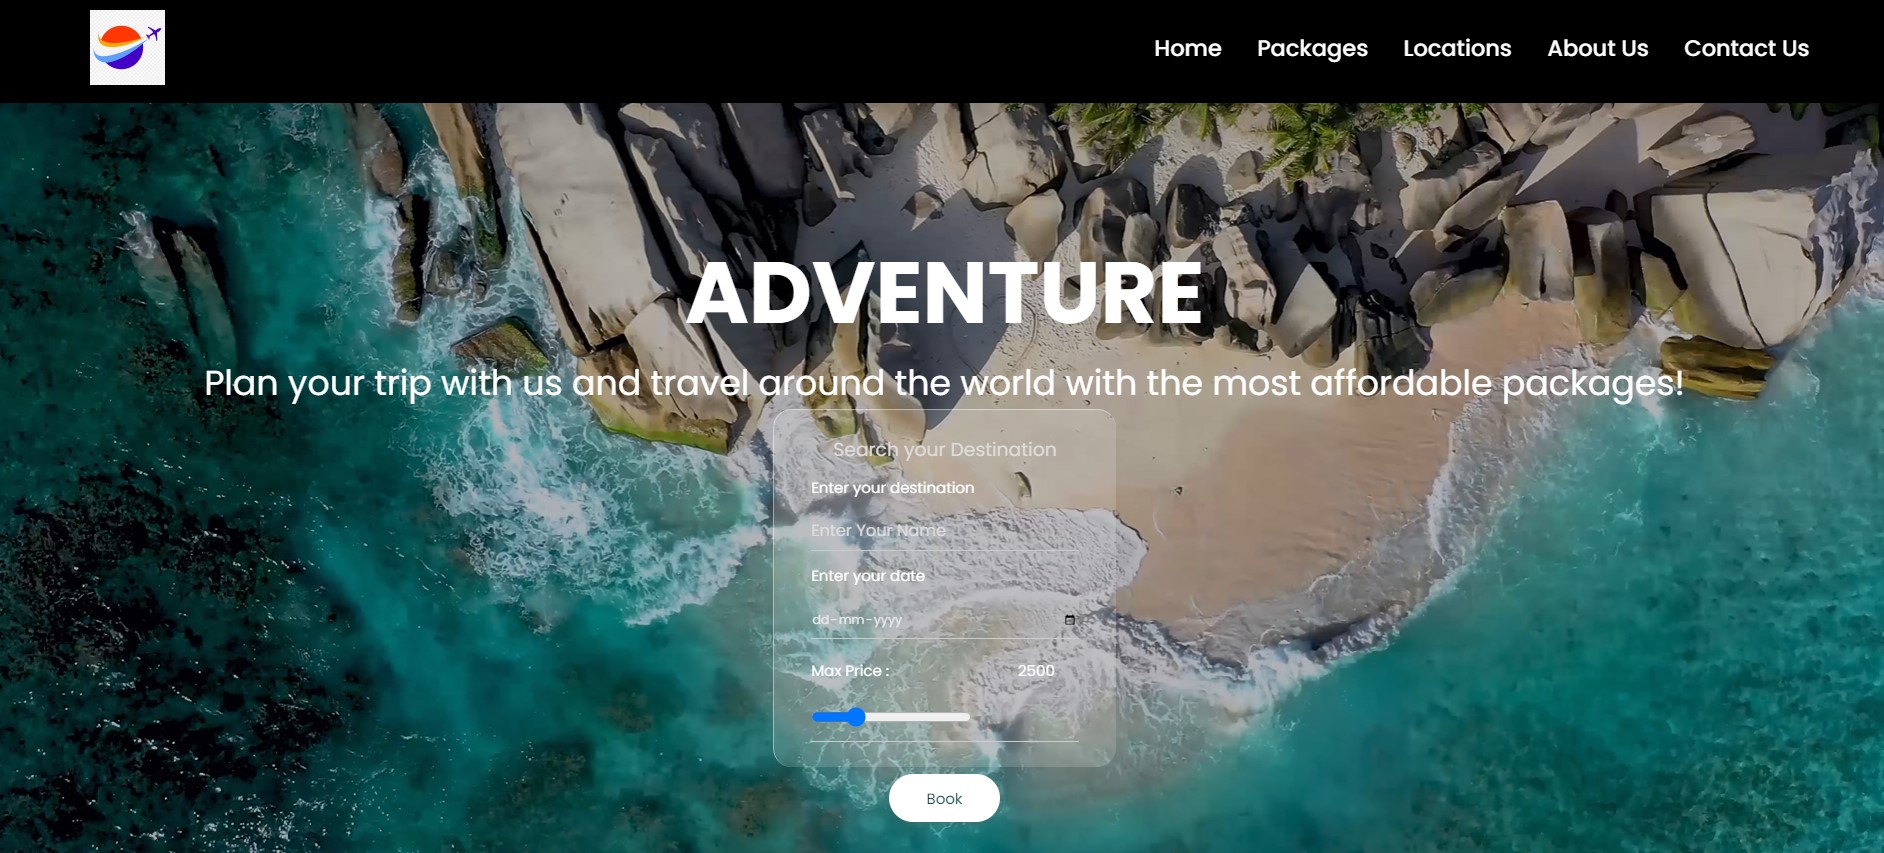 Home Packages Locations About Us Contact Us
ADVENTURE
Plan your trip with us and travel around the world with the most affordable packages!
Search your Destination
Enter your destination
Enter Your Name
Enter your date
dd-mm-yyyy
Max Price : 2500
Book